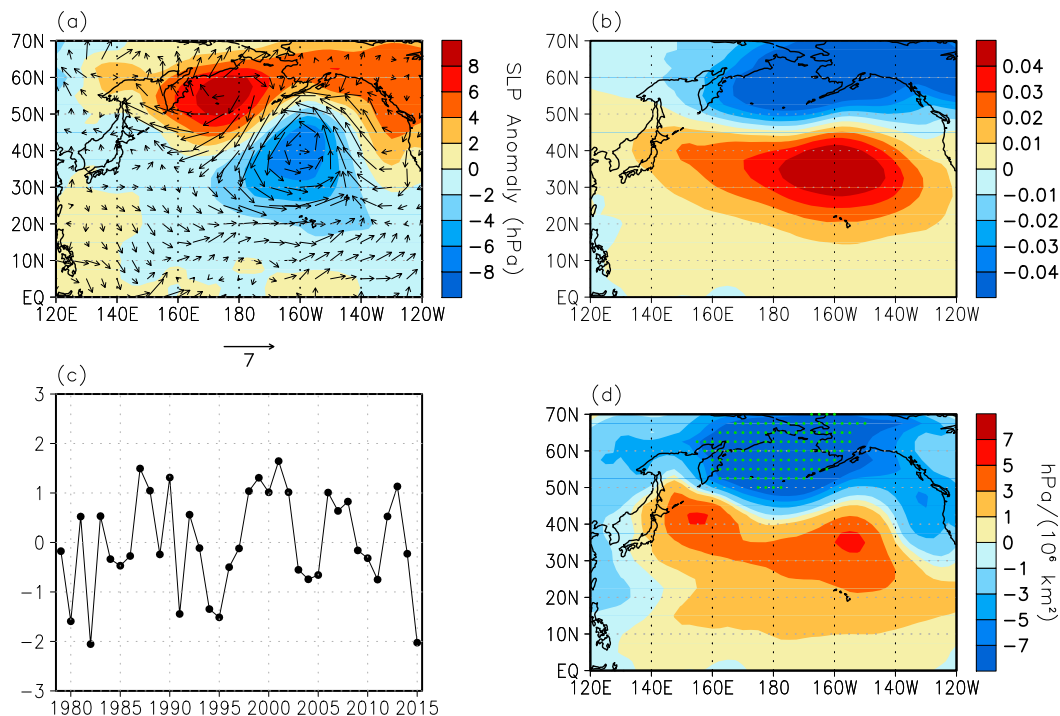 (a)
70N
60N
50N
40N
30N
20N
10N
EQ
120E 140E 160E 180 160W 140W 120W
8
6
4
2
0
−2
−4
−6
−8
SLP Anomaly (hPa)
7
(b)
70N
60N
50N
40N
30N
20N
10N
EQ
120E 140E 160E 180 160W 140W 120W
0.04
0.03
0.02
0.01
0
−0.01
−0.02
−0.03
−0.04
(c)
3
2
1
0
−1
−2
−3
1980 1985 1990 1995 2000 2005 2010 2015
(d)
70N
60N
50N
40N
30N
20N
10N
EQ
120E 140E 160E 180 160W 140W 120W
7
5
3
1
0
−1
−3
−5
−7
hPa/(10⁶ km²)